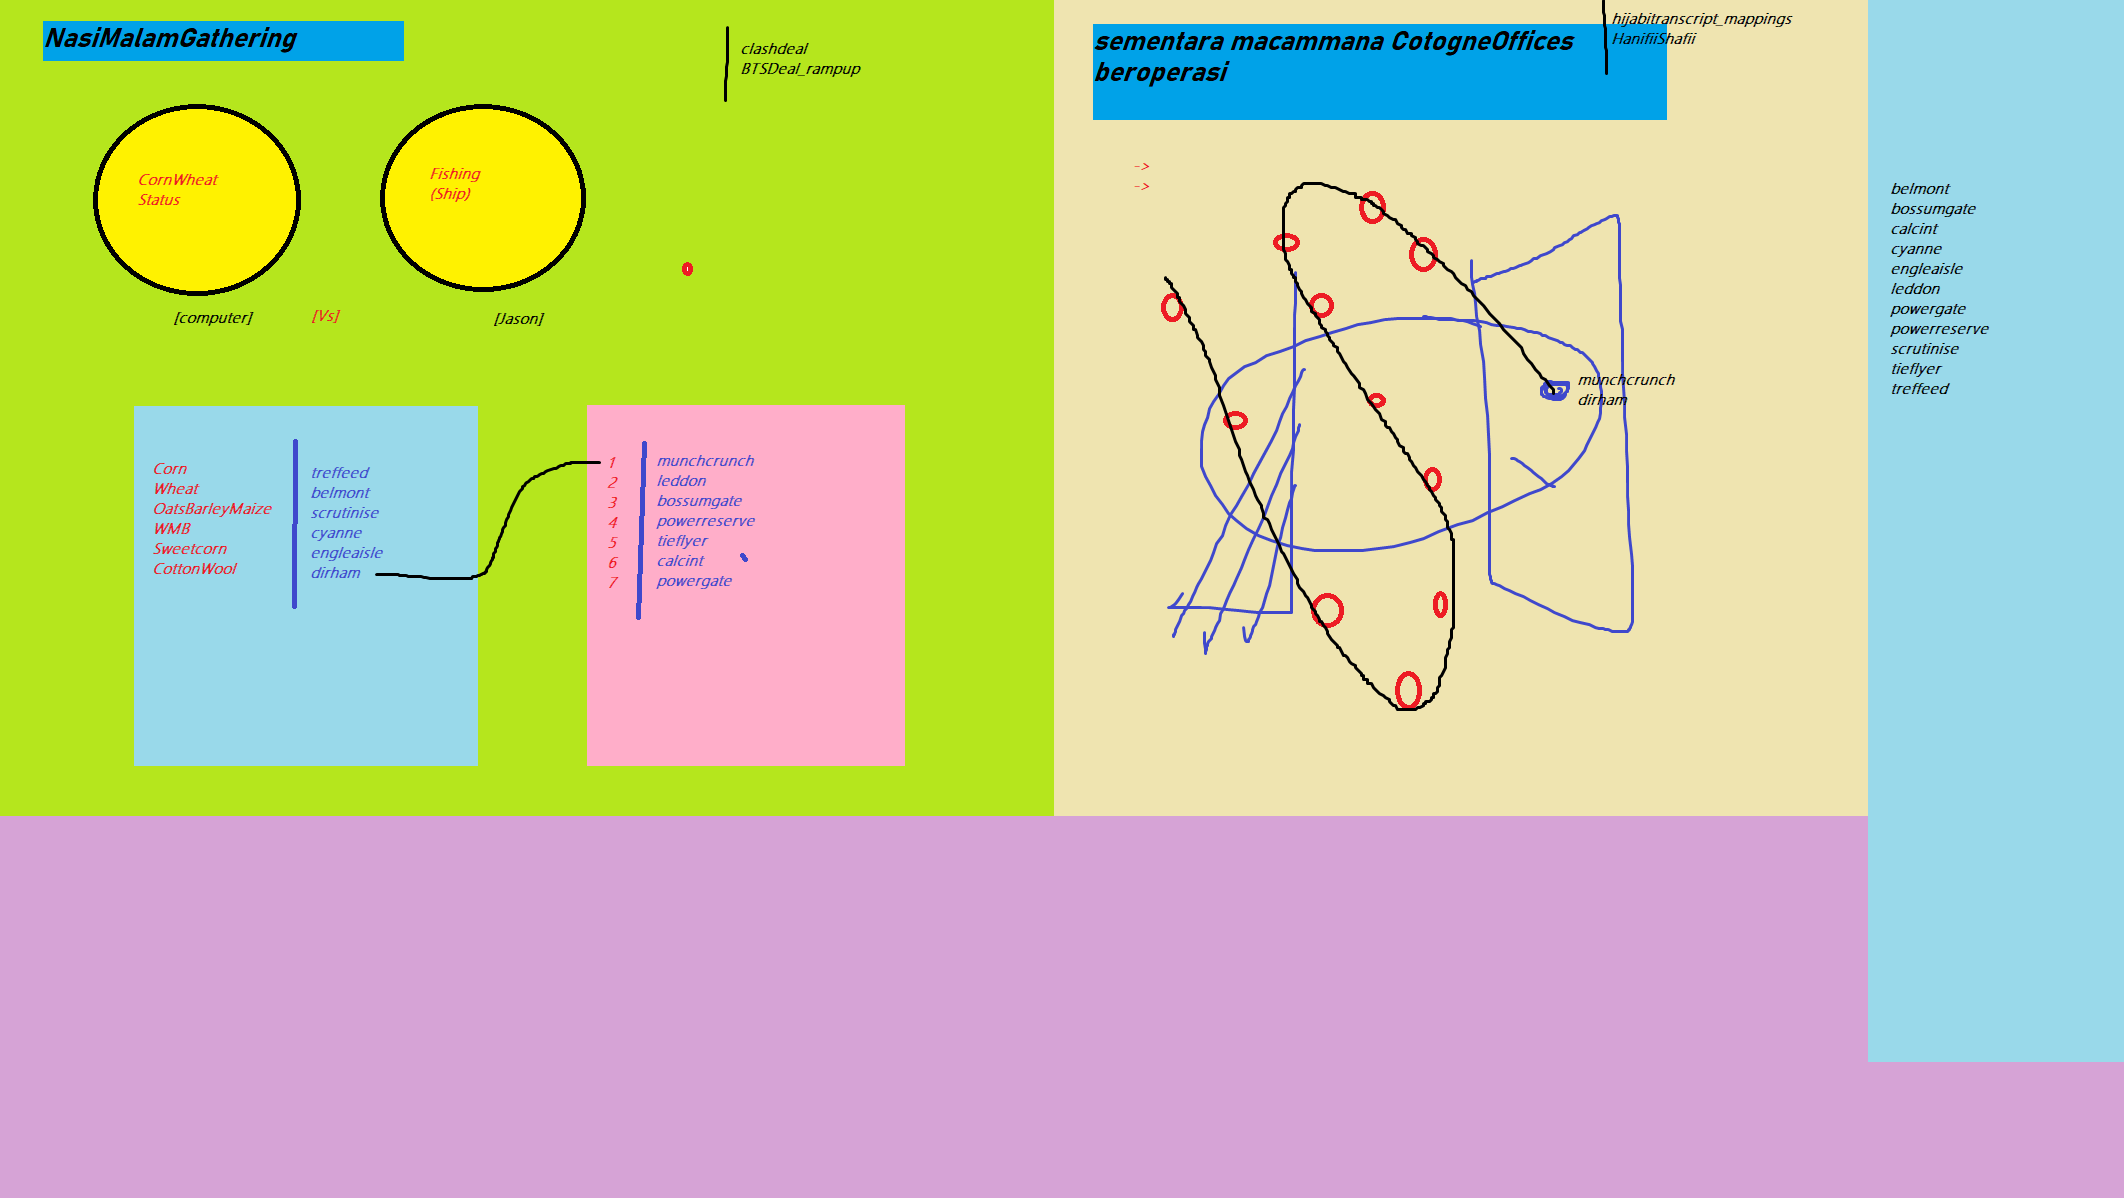 NasiMalamGathering
clashdeal
BTSDeal_rampup
CornWheat
Status
Fishing
(Ship)
[computer]
[Vs]
[Jason]
Corn
Wheat
OatsBarleyMaize
WMB
Sweetcorn
CottonWool
treffeed
belmont
scrutinise
cyanne
engleaisle
dirham
1
2
3
4
5
6
7
munchcrunch
leddon
bossumgate
powerreserve
tieflyer
calcint
powergate
sementara macammana CotogneOffices
beroperasi
hijabitranscript_mappings
HanifiiShafii
->
->
munchcrunch
dirham
belmont
bossumgate
calcint
cyanne
engleaisle
leddon
powergate
powerreserve
scrutinise
tieflyer
treffeed